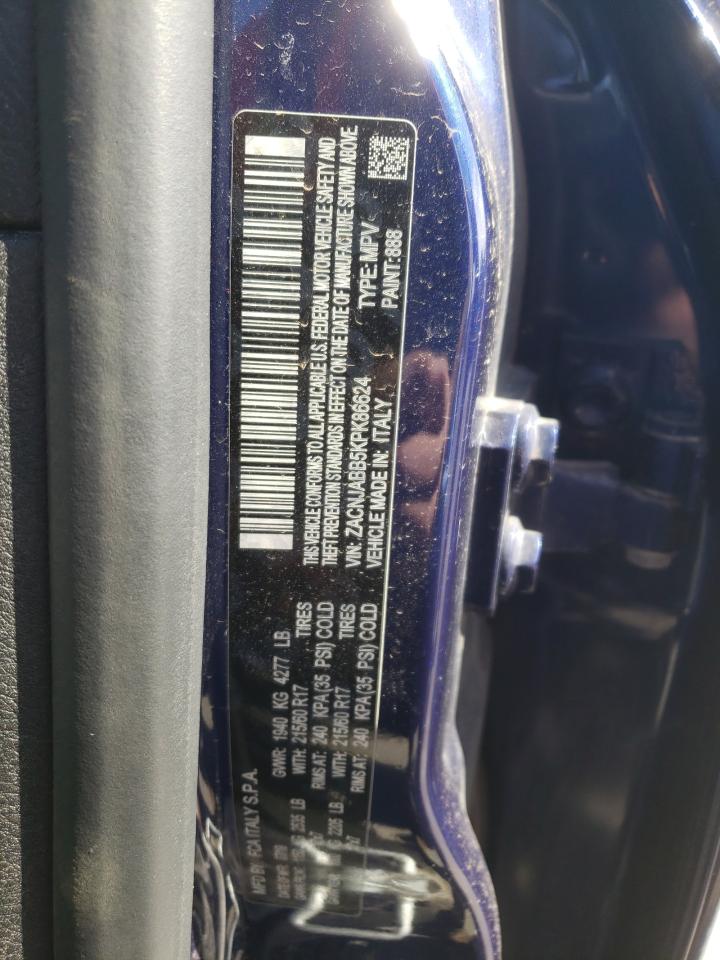 MFD BY: FCA ITALY S.P.A.
GVWR: 1940 KG 4277 LB
2535 LB WITH: 215/60 R17 TIRES
RIMS AT: 240 KPA(35 PSI) COLD
LB WITH: 215/60 R17 TIRES
RIMS AT: 240 KPA(35 PSI) COLD
THIS VEHICLE CONFORMS TO ALL APPLICABLE U.S. FEDERAL MOTOR VEHICLE SAFETY AND
THEFT PREVENTION STANDARDS IN EFFECT ON THE DATE OF MANUFACTURE SHOWN ABOVE
VIN: ZACNJABB5KPK86624 TYPE: MPV
VEHICLE MADE IN: ITALY PAINT: 888